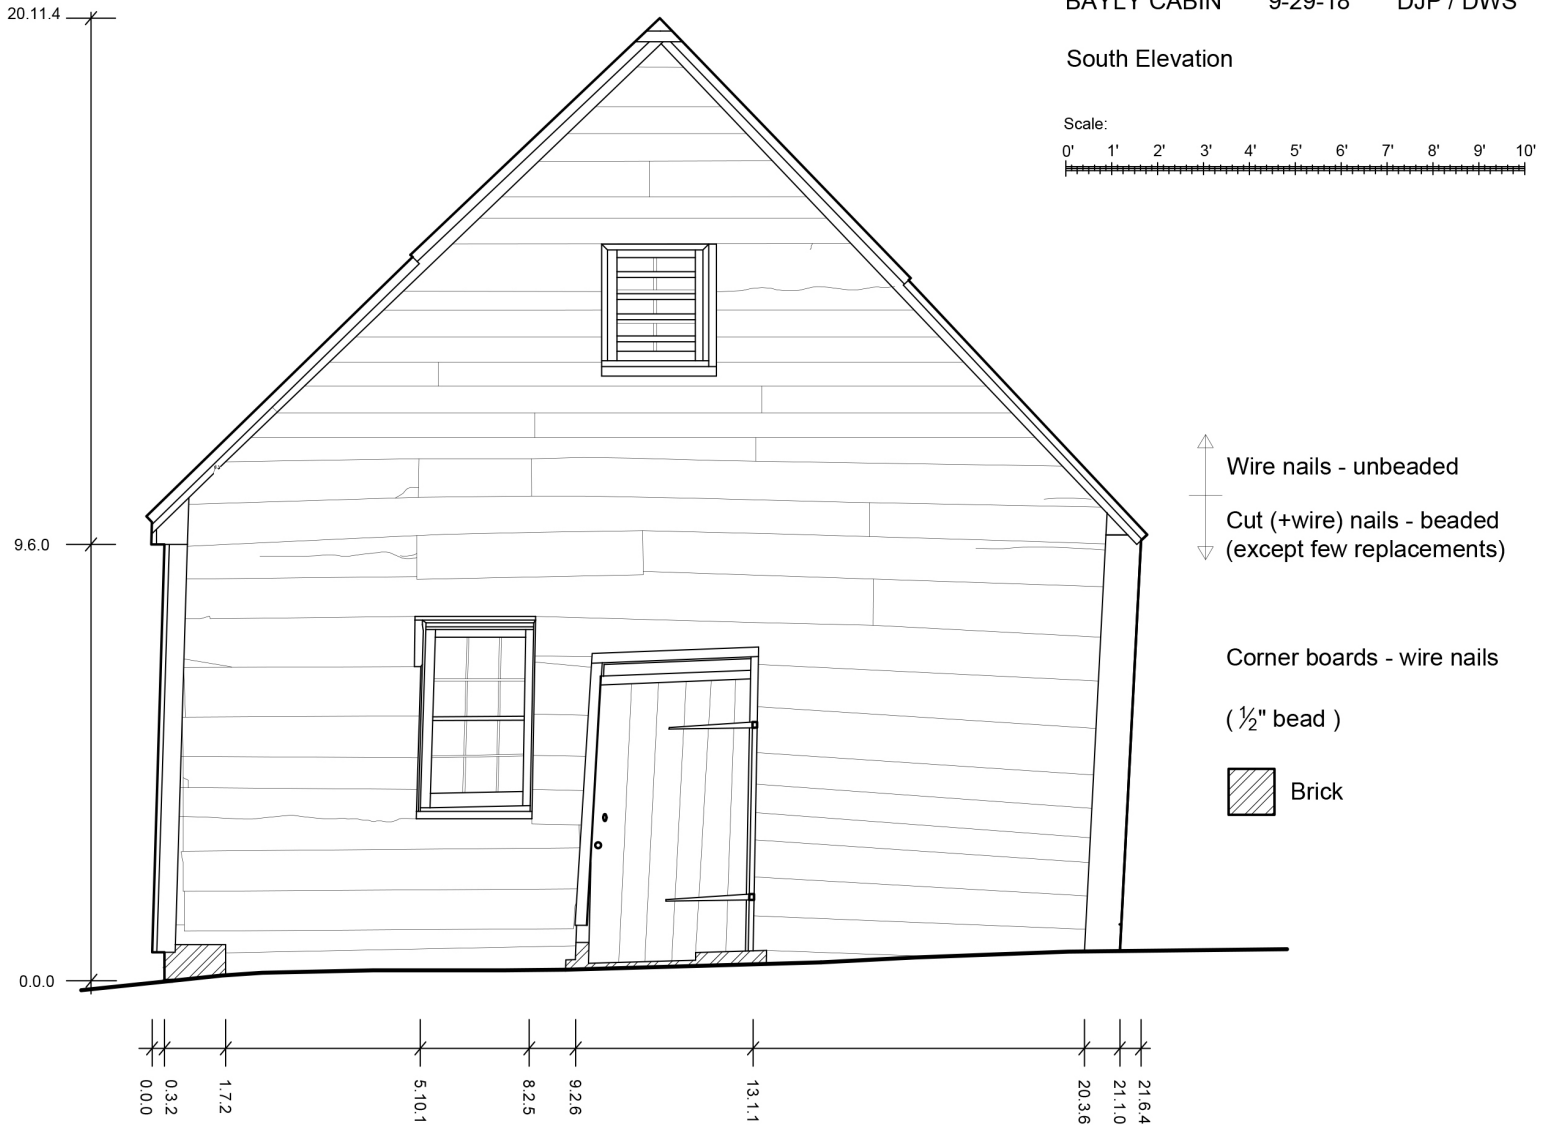 BAYLY CABIN 9-29-18 DJP / DWS
South Elevation
Scale:
0' 1' 2' 3' 4' 5' 6' 7' 8' 9' 10'
20.11.4
9.6.0
0.0.0
Wire nails - unbeaded
Cut (+wire) nails - beaded
(except few replacements)
Corner boards - wire nails
( ½" bead )
Brick
0.0.0
0.3.2
1.7.2
5.10.1
8.2.5
9.2.6
13.1.1
20.3.6
21.1.0
21.6.4